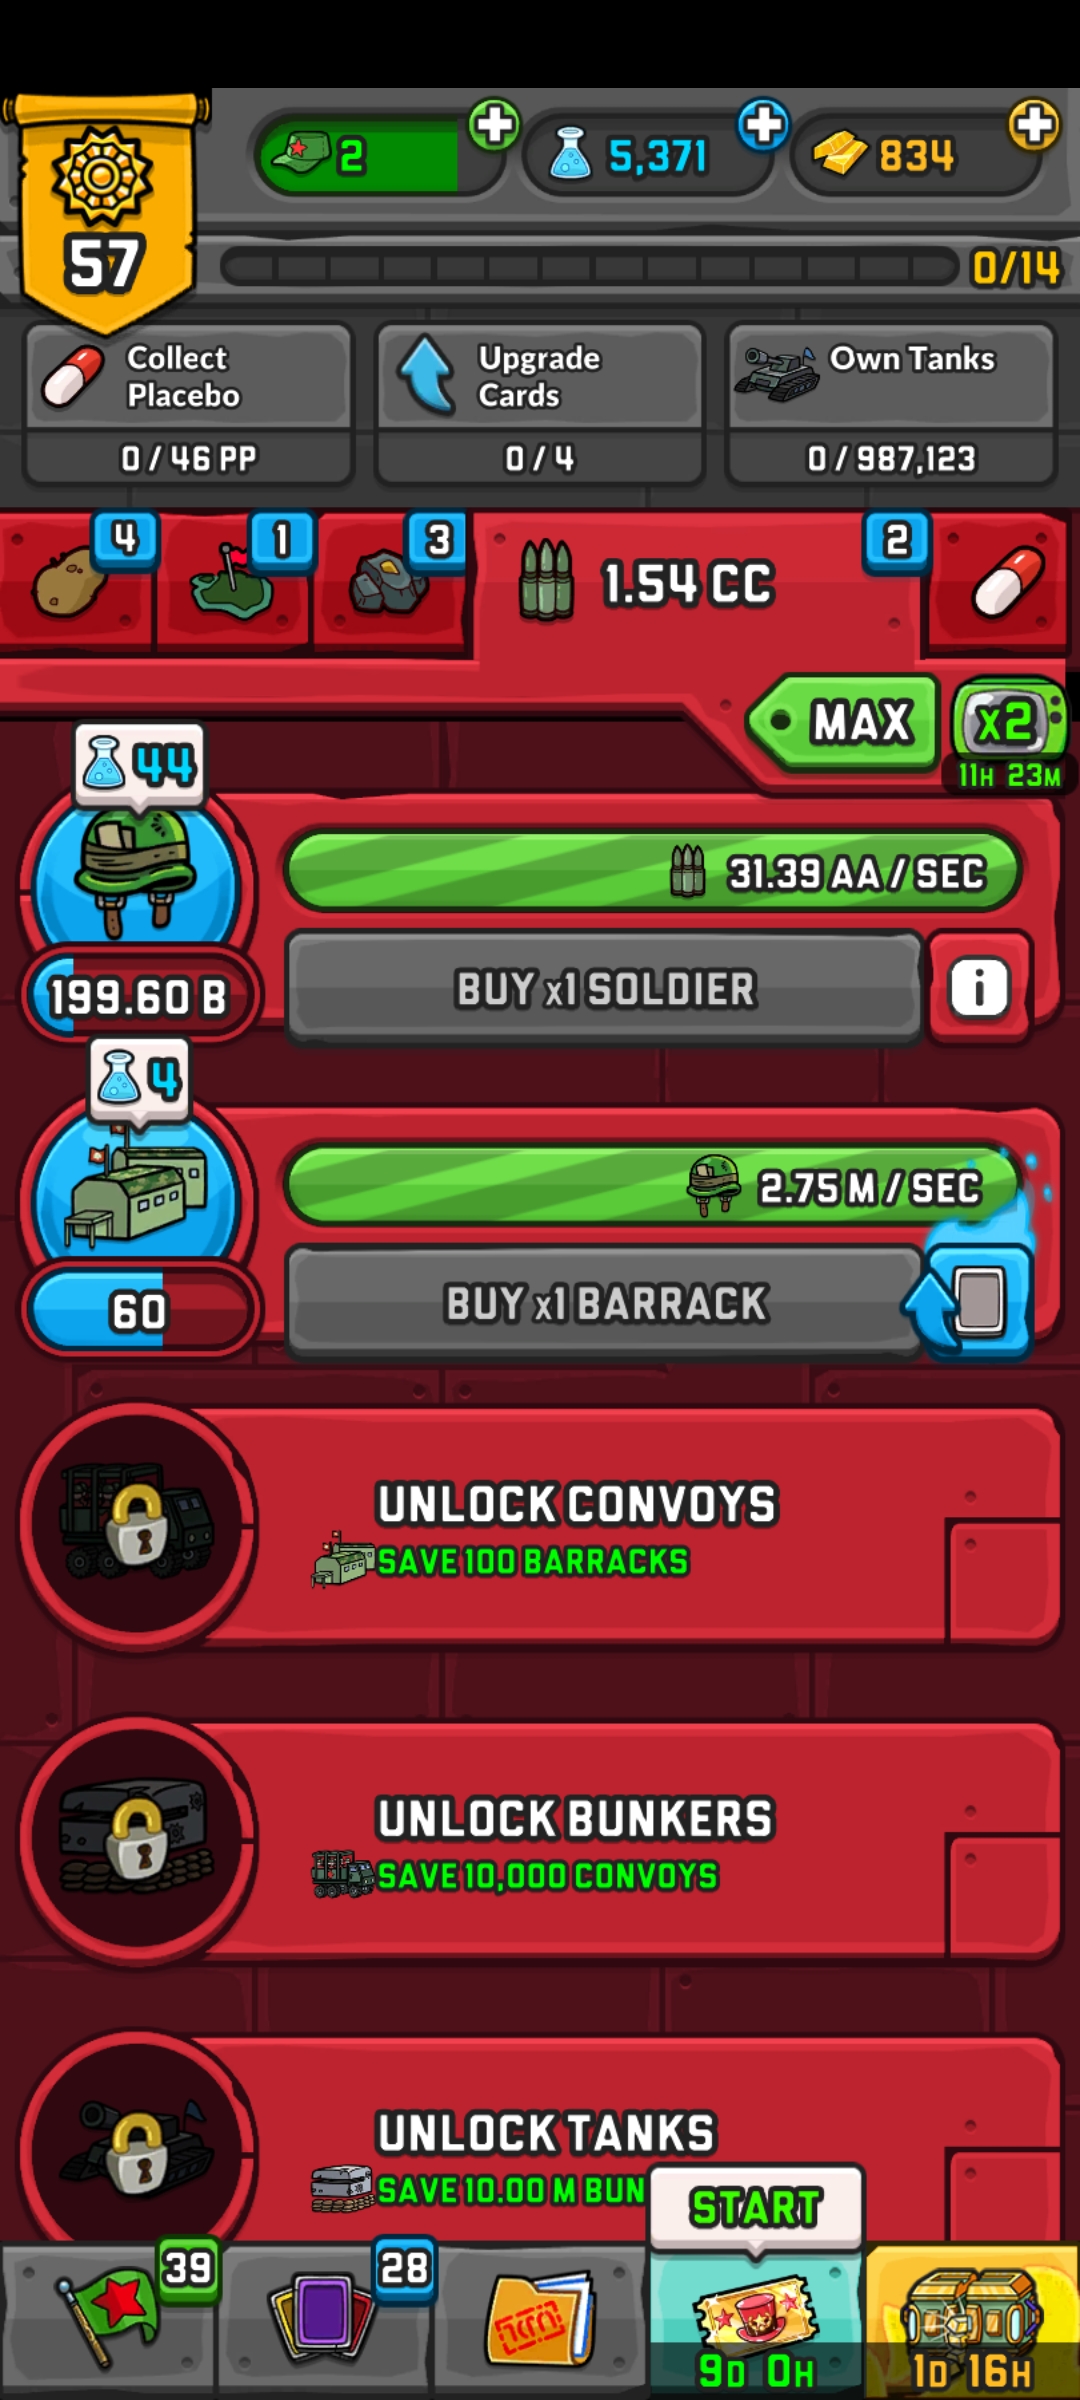 2
5,371
834
57
0/14
Collect
Placebo
0 / 46 PP
Upgrade
Cards
0 / 4
Own Tanks
0 / 987,123
4
1
3
1.54 CC
2
MAX
x2
11H 23M
44
31.39 AA / SEC
199.60 B
BUY x1 SOLDIER
i
4
2.75 M / SEC
60
BUY x1 BARRACK
UNLOCK CONVOYS
SAVE 100 BARRACKS
UNLOCK BUNKERS
SAVE 10,000 CONVOYS
UNLOCK TANKS
SAVE 10.00 M BUN
START
39
28
9D 0H
1D 16H